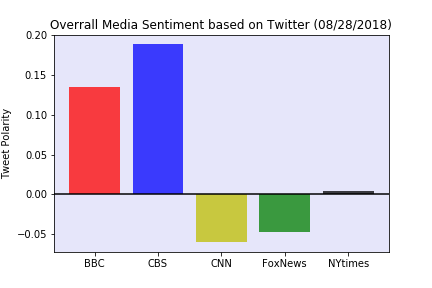 Overrall Media Sentiment based on Twitter (08/28/2018)
0.20
0.15
0.10
0.05
0.00
−0.05
Tweet Polarity
BBC CBS CNN FoxNews NYtimes